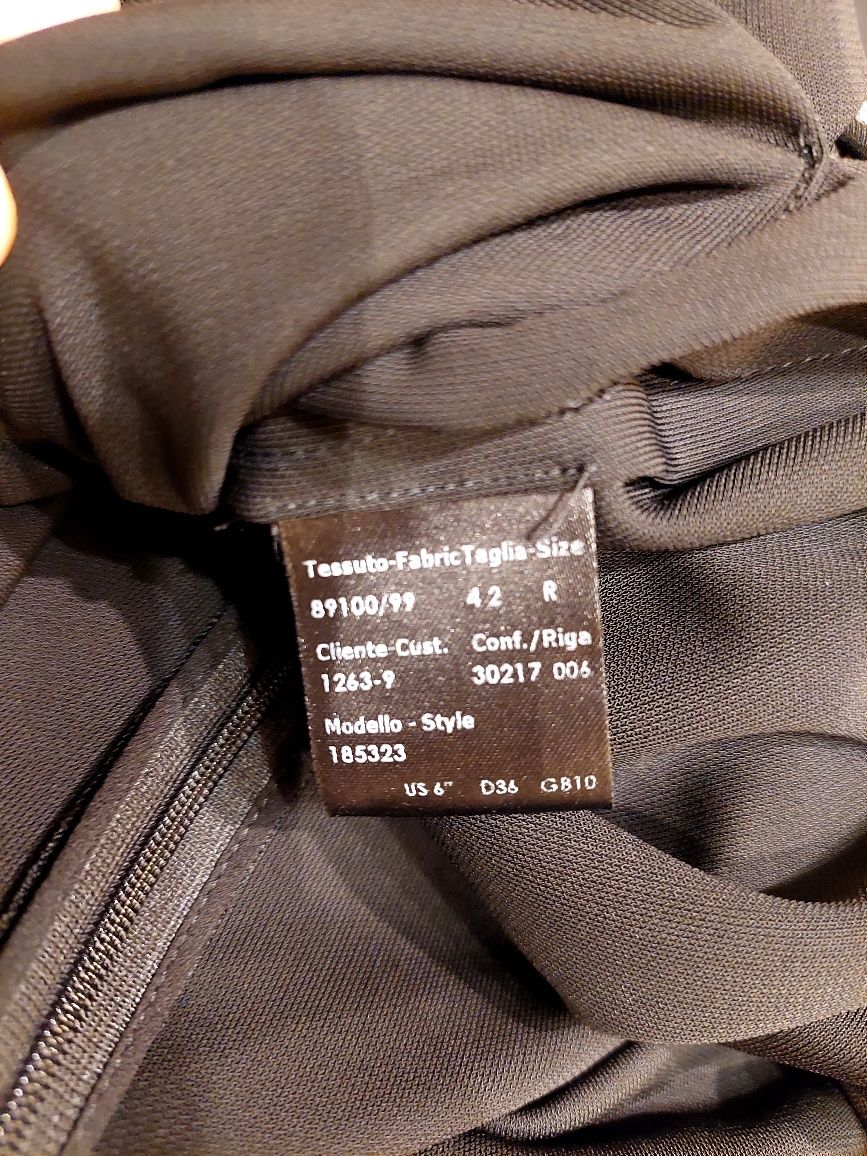 Tessuto-Fabric Taglia-Size
89100/99 42 R
Cliente-Cust. Conf./Riga
1263-9 30217 006
Modello - Style
185323
US 6" D36 GB10